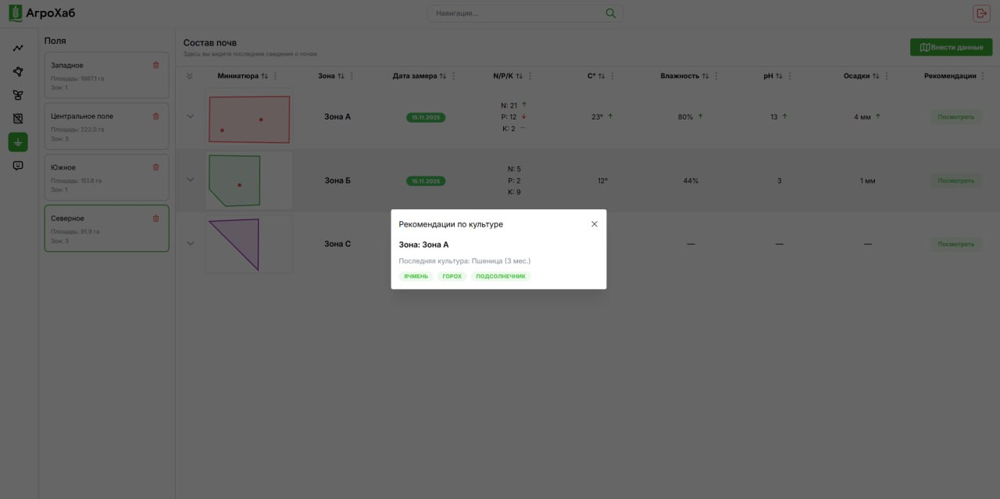 АгроХаб
Навигация...
Поля
Западное
Площадь: 1987.1 га
Зон: 1
Центральное поле
Площадь: 222.0 га
Зон: 3
Южное
Площадь: 151.6 га
Зон: 1
Северное
Площадь: 91.9 га
Зон: 3
Состав почв
Здесь вы видите последние сведения о почве
Внести данные
Миниатюра Зона Дата замера N/P/K C° Влажность pH Осадки Рекомендации
Зона А 15.11.2025 N: 21 ↑ 23° ↑ 80% ↑ 13 ↑ 4 мм ↑ Посмотреть
P: 12 ↓
K: 2 –
Зона Б 15.11.2025 N: 5 12° 44% 3 1 мм Посмотреть
P: 2
K: 9
Зона С — — — Посмотреть
Рекомендации по культуре
Зона: Зона А
Последняя культура: Пшеница (3 мес.)
ЯЧМЕНЬ ГОРОХ ПОДСОЛНЕЧНИК